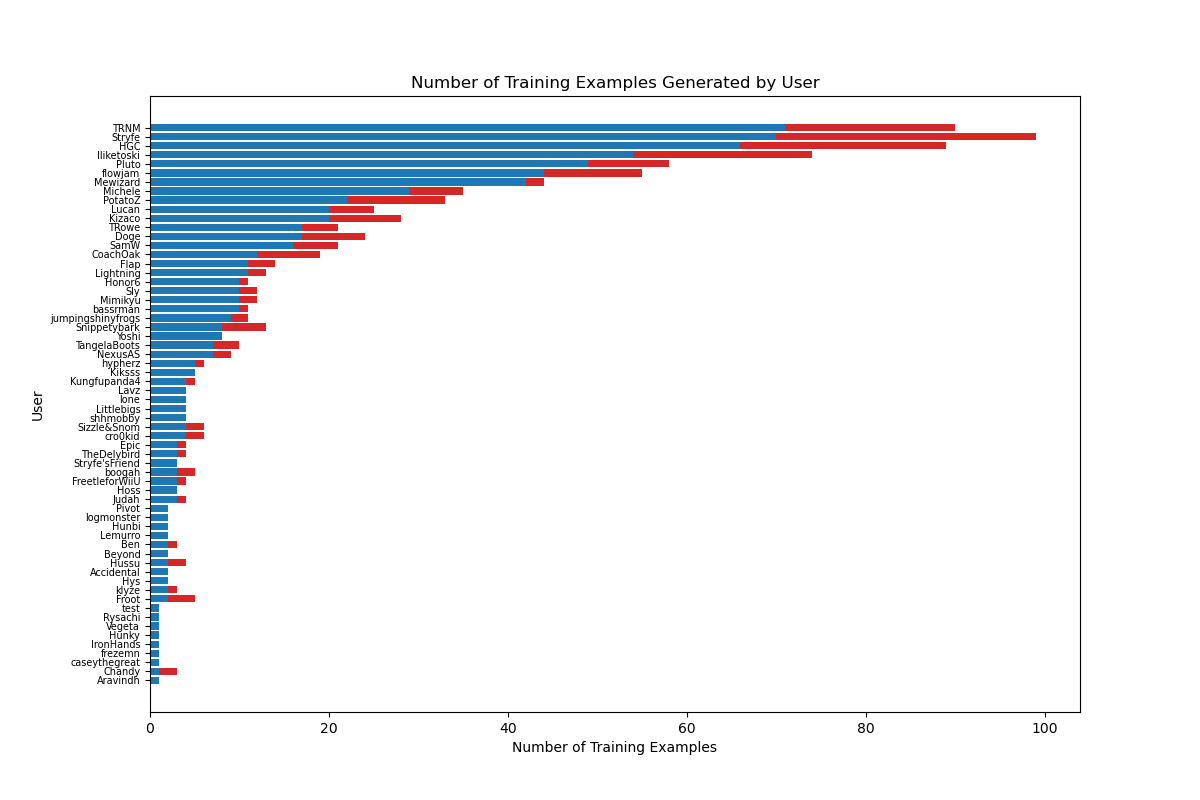 Number of Training Examples Generated by User
TRNM
Stryfe
HGC
Iliketoski
Pluto
flowjam
Mewizard
Michele
PotatoZ
Lucan
Kizaco
TRowe
Doge
SamW
CoachOak
Flap
Lightning
Honor6
Sly
Mimikyu
bassrman
jumpingshinyfrogs
Snippetybark
Yoshi
TangelaBoots
NexusAS
hypherz
Kiksss
Kungfupanda4
Lavz
lone
Littlebigs
shhmobby
Sizzle&Snom
cro0kid
Epic
TheDelybird
Stryfe'sFriend
boogah
FreetleforWiiU
Hoss
Judah
Pivot
logmonster
Hunbi
Lemurro
Ben
Beyond
Hussu
Accidental
Hys
klyze
Froot
test
Rysachi
Vegeta
Hunky
IronHands
frezemn
caseythegreat
Chandy
Aravindh
User
0 20 40 60 80 100
Number of Training Examples